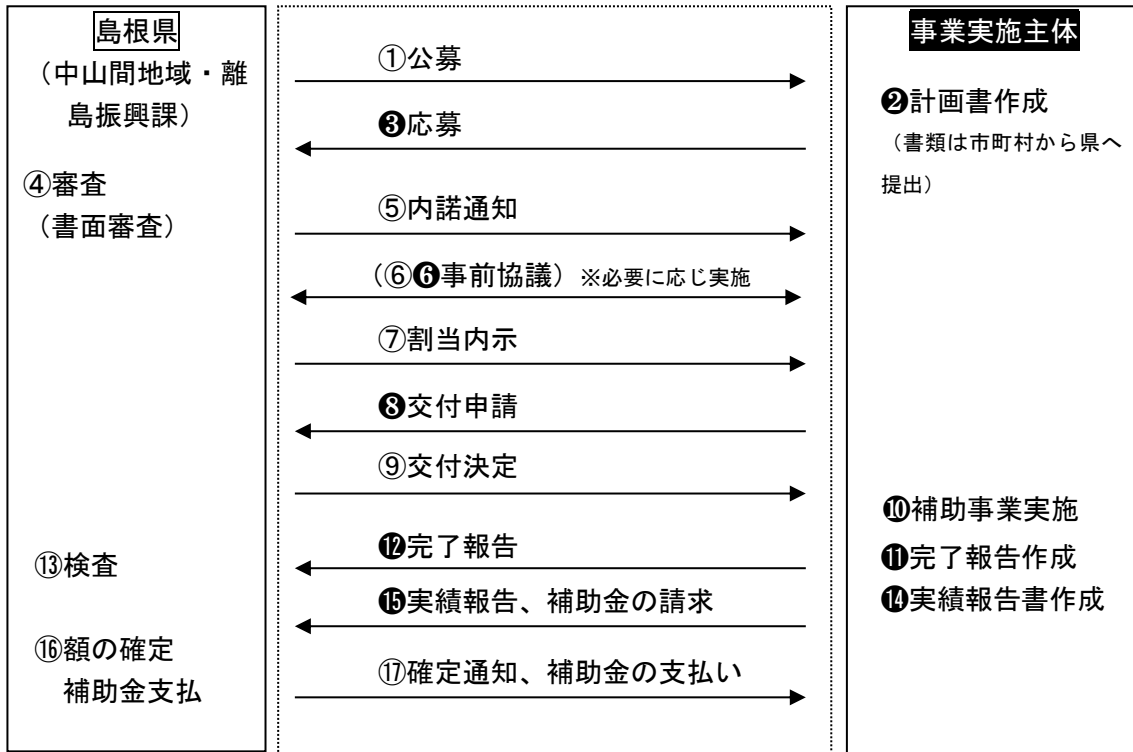 島根県
（中山間地域・離
島振興課）
④審査
（書面審査）
⑬検査
⑯額の確定
補助金支払
①公募
❸応募
⑤内諾通知
（⑥❻事前協議）※必要に応じ実施
⑦割当内示
❽交付申請
⑨交付決定
⓬完了報告
⓯実績報告、補助金の請求
⑰確定通知、補助金の支払い
事業実施主体
❷計画書作成
（書類は市町村から県へ
提出）
❿補助事業実施
⓫完了報告作成
⓮実績報告書作成